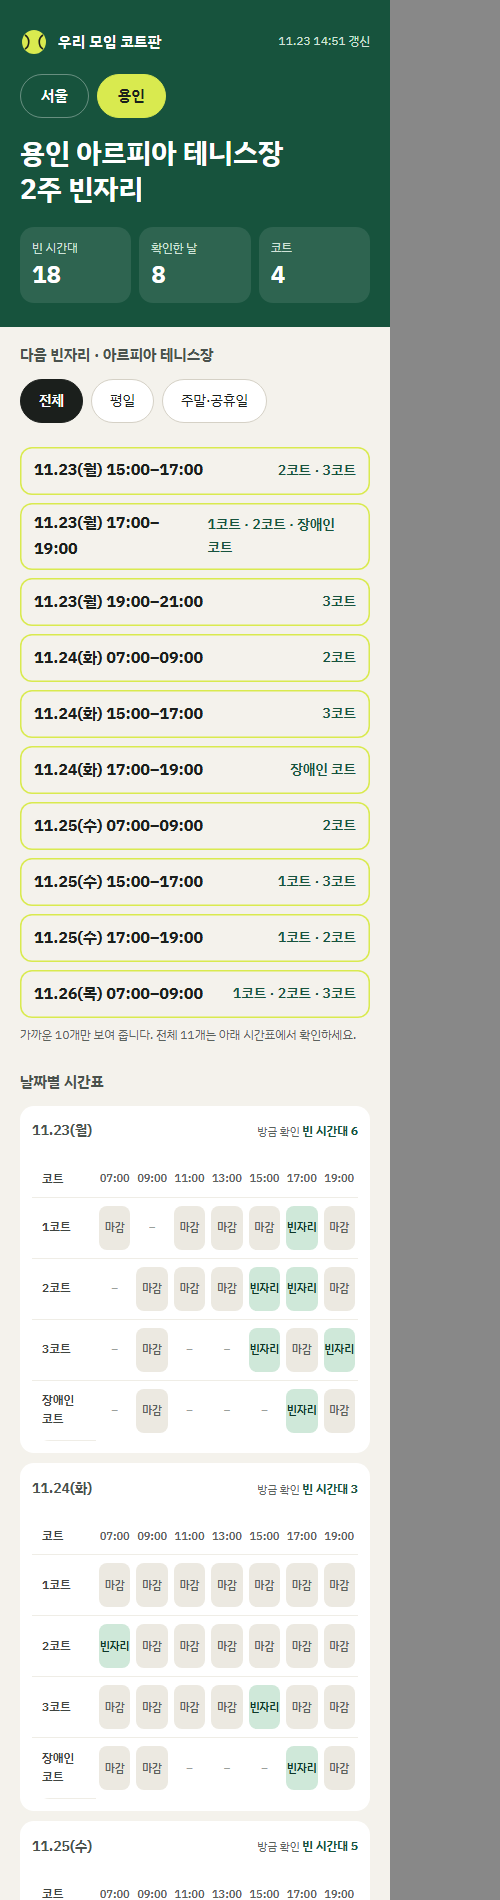 우리 모임 코트판
11.23 14:51 갱신
서울
용인
용인 아르피아 테니스장
2주 빈자리
빈 시간대
확인한 날
코트
18
8
4
다음 빈자리 · 아르피아 테니스장
전체
평일
주말·공휴일
11.23(월) 15:00–17:00 2코트 · 3코트
11.23(월) 17:00–
19:00
1코트 · 2코트 · 장애인
코트
11.23(월) 19:00–21:00 3코트
11.24(화) 07:00–09:00 2코트
11.24(화) 15:00–17:00 3코트
11.24(화) 17:00–19:00 장애인 코트
11.25(수) 07:00–09:00 2코트
11.25(수) 15:00–17:00 1코트 · 3코트
11.25(수) 17:00–19:00 1코트 · 2코트
11.26(목) 07:00–09:00 1코트 · 2코트 · 3코트
가까운 10개만 보여 줍니다. 전체 11개는 아래 시간표에서 확인하세요.
날짜별 시간표
11.23(월) 방금 확인 빈 시간대 6
코트 07:00 09:00 11:00 13:00 15:00 17:00 19:00
1코트 마감 – 마감 마감 마감 빈자리 마감
2코트 – 마감 마감 마감 빈자리 빈자리 마감
3코트 – 마감 – – 빈자리 마감 빈자리
장애인
코트
– 마감 – – – 빈자리 마감
11.24(화) 방금 확인 빈 시간대 3
코트 07:00 09:00 11:00 13:00 15:00 17:00 19:00
1코트 마감 마감 마감 마감 마감 마감 마감
2코트 빈자리 마감 마감 마감 마감 마감 마감
3코트 마감 마감 마감 마감 빈자리 마감 마감
장애인
코트
마감 마감 – – – 빈자리 마감
11.25(수) 방금 확인 빈 시간대 5
코트 07:00 09:00 11:00 13:00 15:00 17:00 19:00